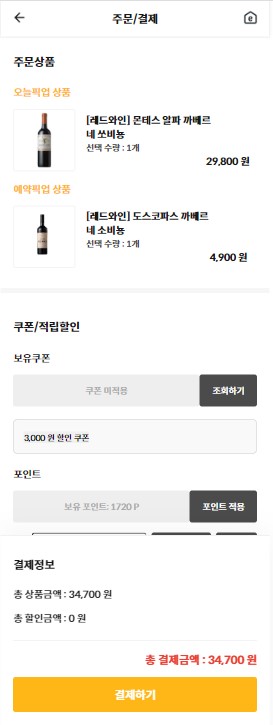 주문/결제
주문상품
오늘픽업 상품
[레드와인] 몬테스 알파 까베르
네 쏘비뇽
선택 수량 : 1개
29,800 원
예약픽업 상품
[레드와인] 도스코파스 까베르
네 소비뇽
선택 수량 : 1개
4,900 원
쿠폰/적립할인
보유쿠폰
쿠폰 미적용
조회하기
3,000 원 할인 쿠폰
포인트
보유 포인트: 1720 P
포인트 적용
결제정보
총 상품금액 : 34,700 원
총 할인금액 : 0 원
총 결제금액 : 34,700 원
결제하기